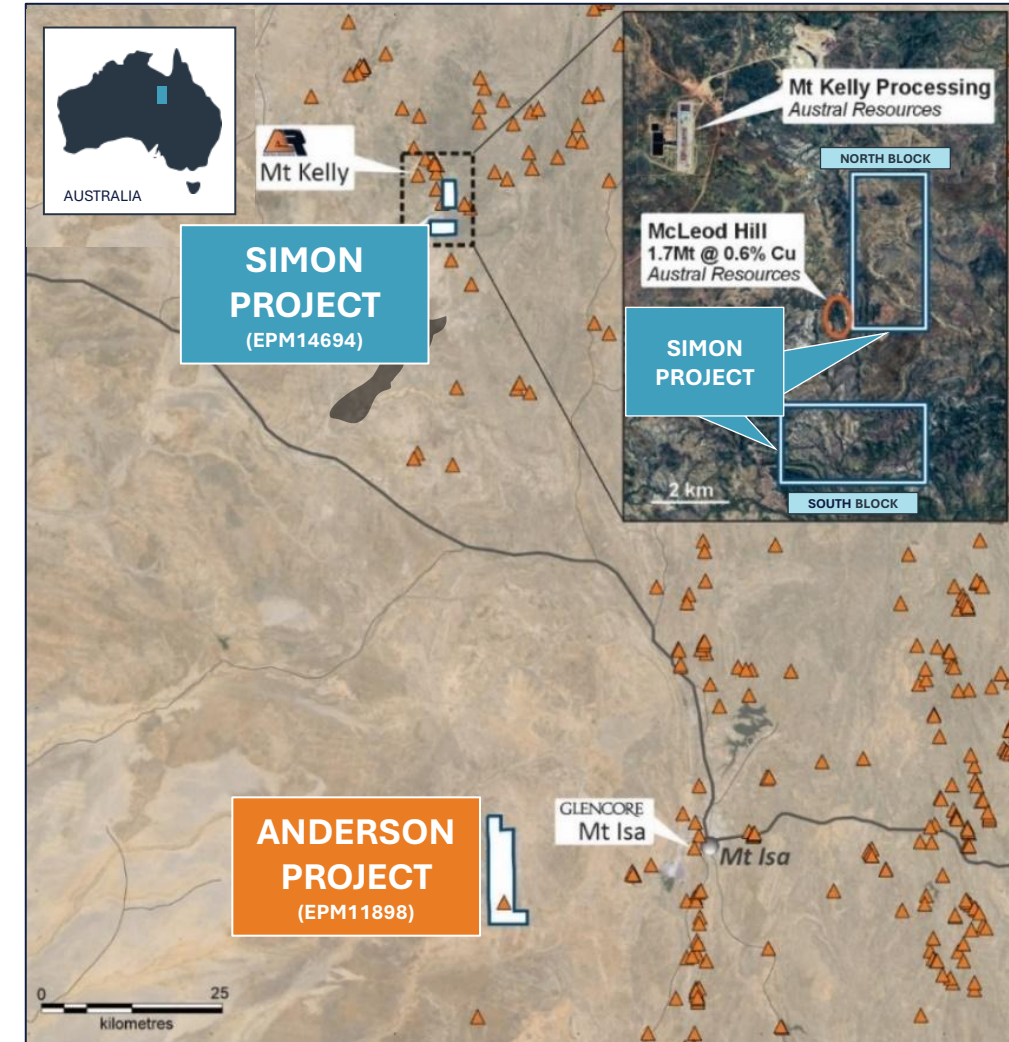 AUSTRALIA
Mt Kelly
SIMON
PROJECT
(EPM14694)
Mt Kelly Processing
Austral Resources
NORTH BLOCK
McLeod Hill
1.7Mt @ 0.6% Cu
Austral Resources
SIMON
PROJECT
2 km
SOUTH BLOCK
ANDERSON
PROJECT
(EPM11898)
GLENCORE
Mt Isa
Mt Isa
0 25
kilometres